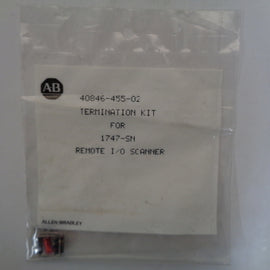 AB
40846-455-02
TERMINATION KIT
FOR
1747-SN
REMOTE I/O SCANNER
ALLEN-BRADLEY